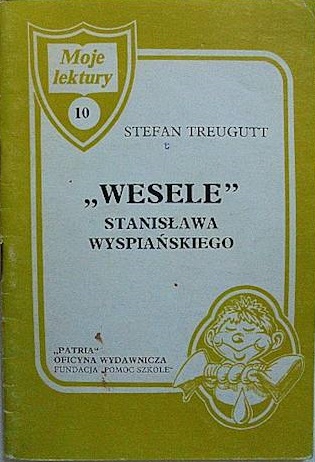 Moje
lektury
10
STEFAN TREUGUTT
„WESELE”
STANISŁAWA
WYSPIAŃSKIEGO
„PATRIA”
OFICYNA WYDAWNICZA
FUNDACJA „POMOC SZKOLE”